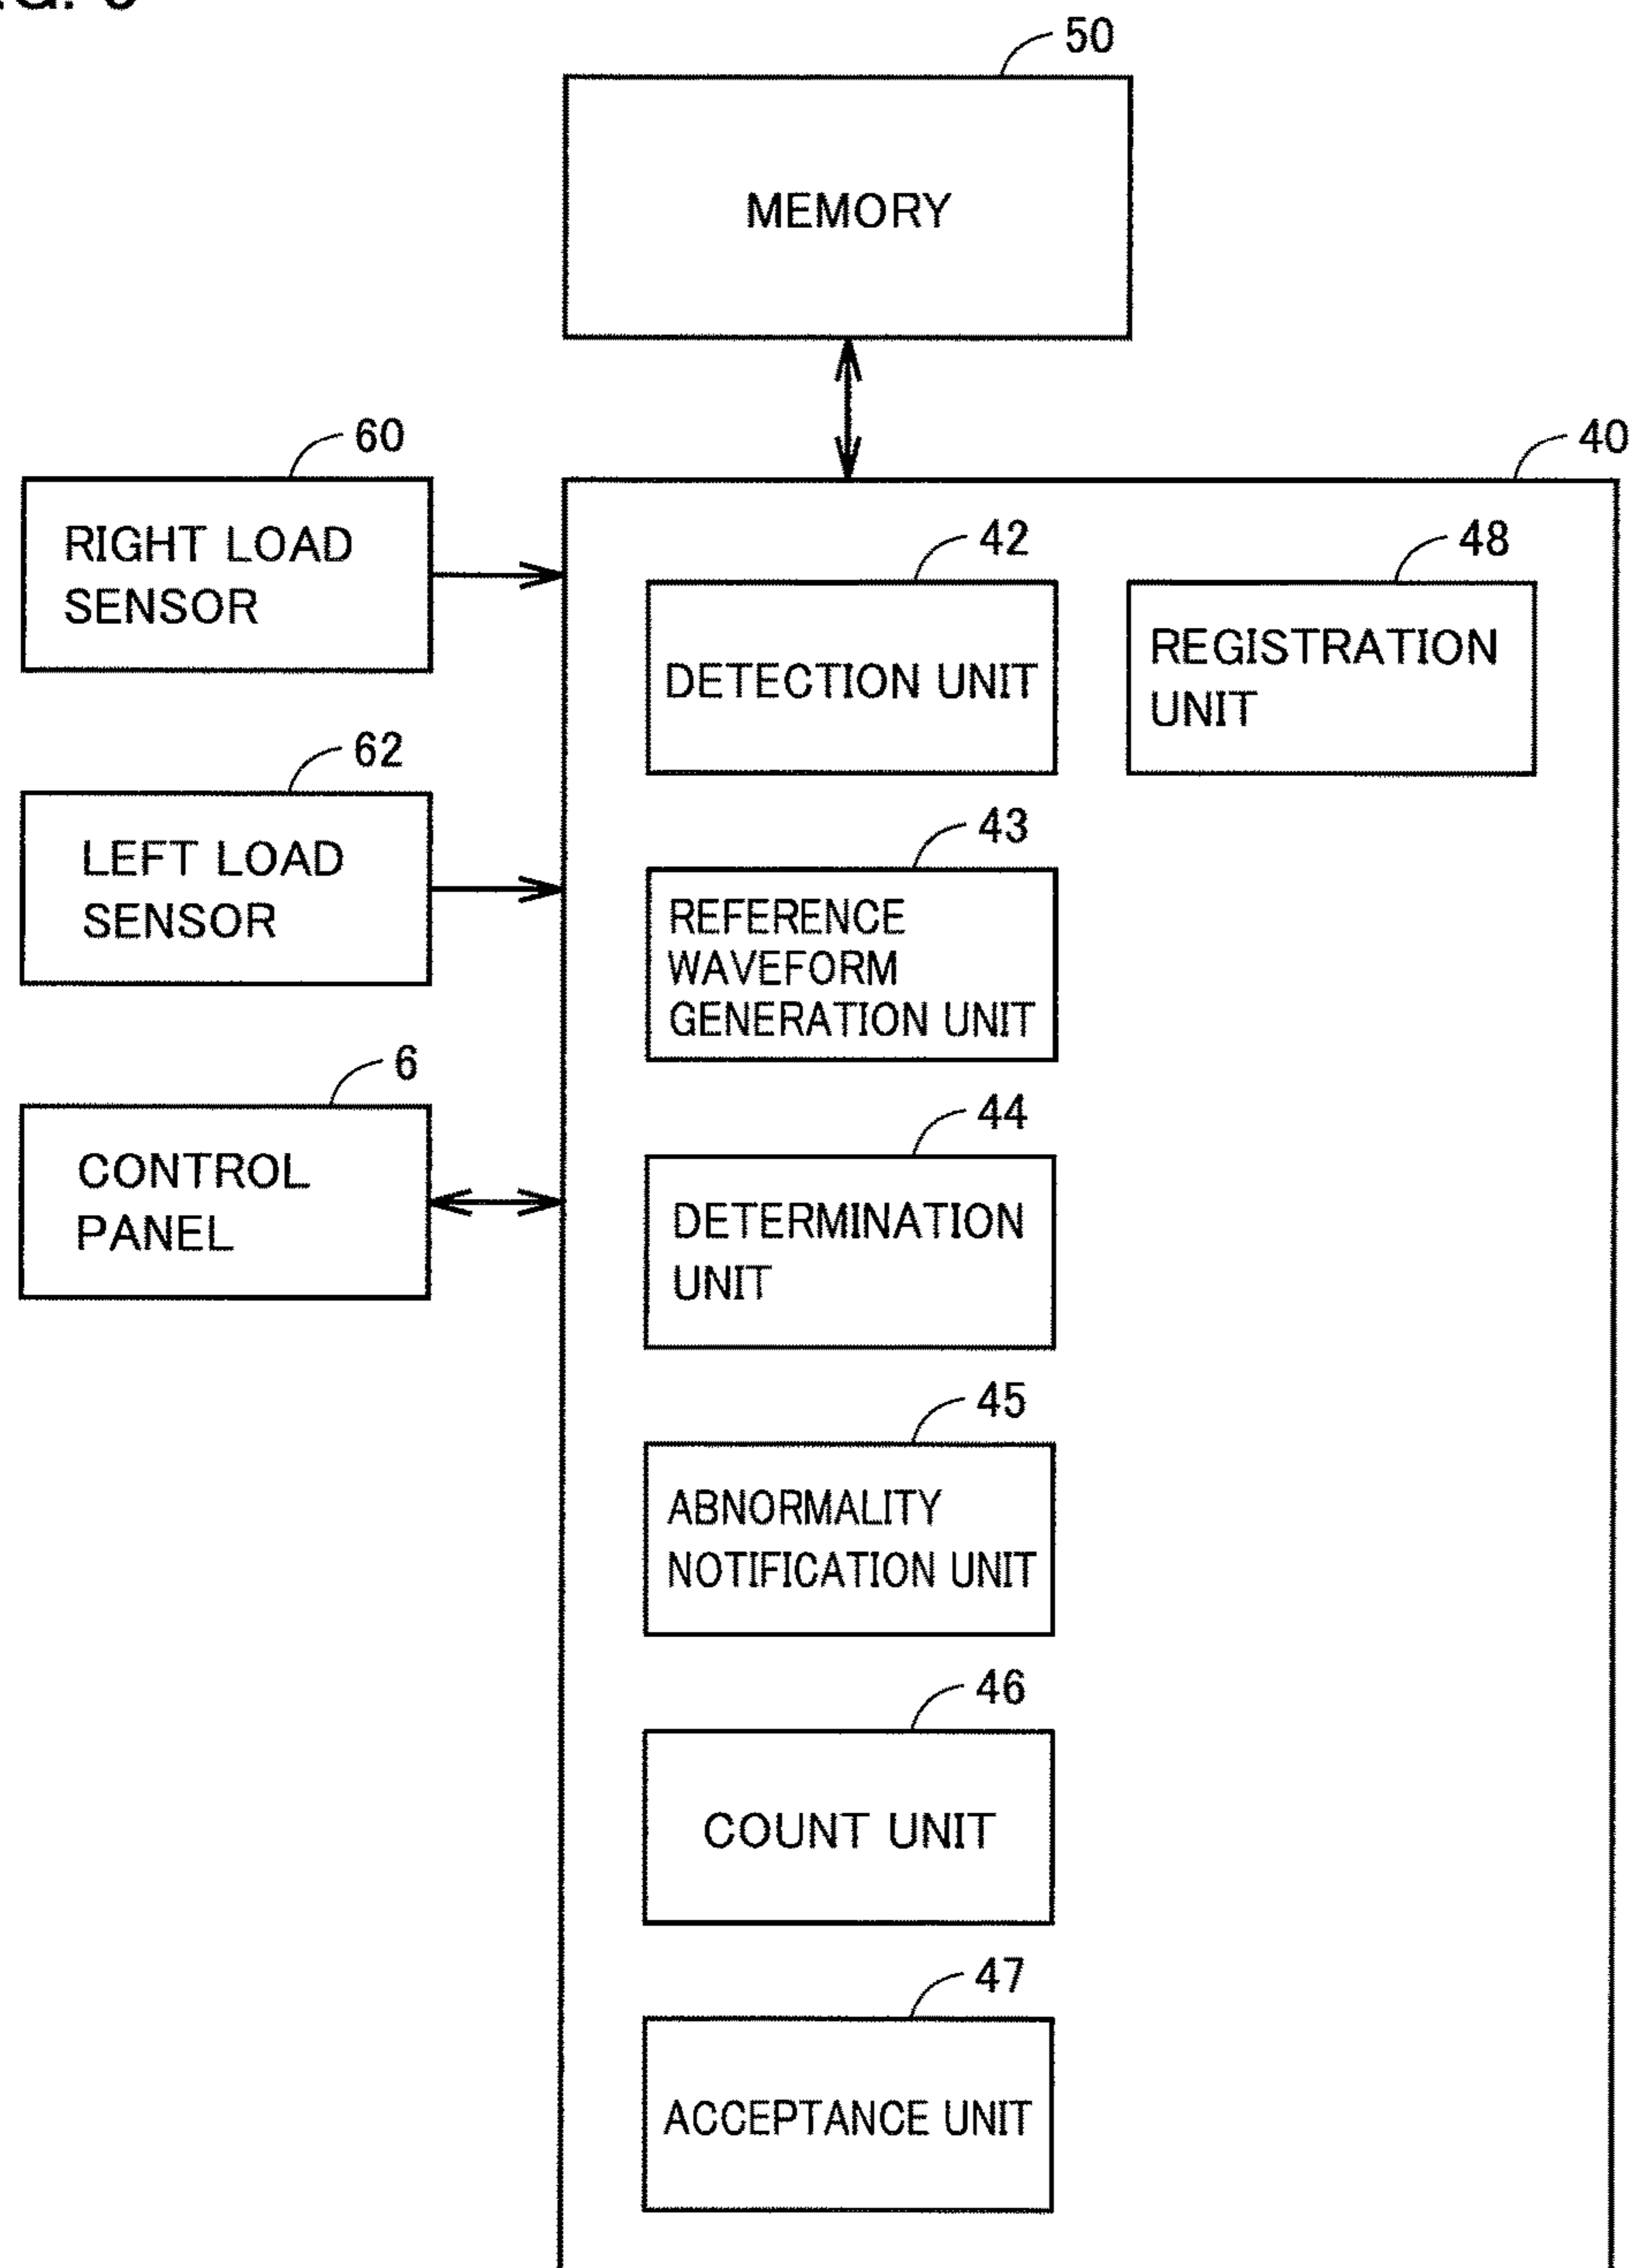 50
MEMORY
60
40
RIGHT LOAD
SENSOR
42
48
DETECTION UNIT
REGISTRATION
UNIT
62
LEFT LOAD
SENSOR
43
REFERENCE
WAVEFORM
GENERATION UNIT
6
CONTROL
PANEL
44
DETERMINATION
UNIT
45
ABNORMALITY
NOTIFICATION UNIT
46
COUNT UNIT
47
ACCEPTANCE UNIT